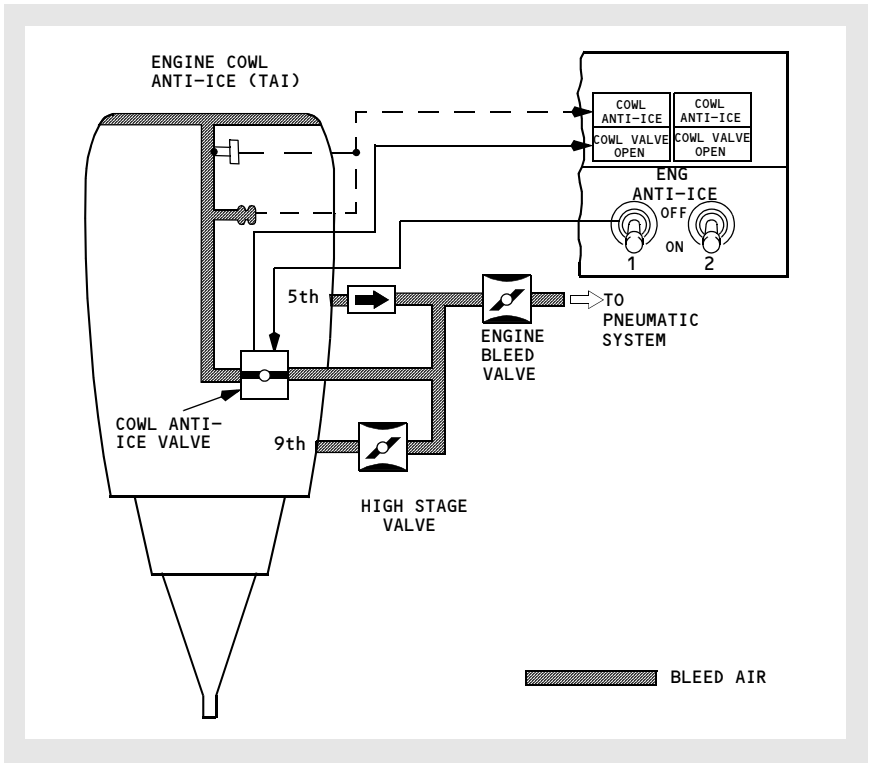 ENGINE COWL
ANTI-ICE (TAI)
COWL
ANTI-ICE
COWL
ANTI-ICE
COWL VALVE
OPEN
COWL VALVE
OPEN
ENG
ANTI-ICE
OFF
ON
1
2
5th
TO
PNEUMATIC
SYSTEM
ENGINE
BLEED
VALVE
COWL ANTI-
ICE VALVE
9th
HIGH STAGE
VALVE
BLEED AIR